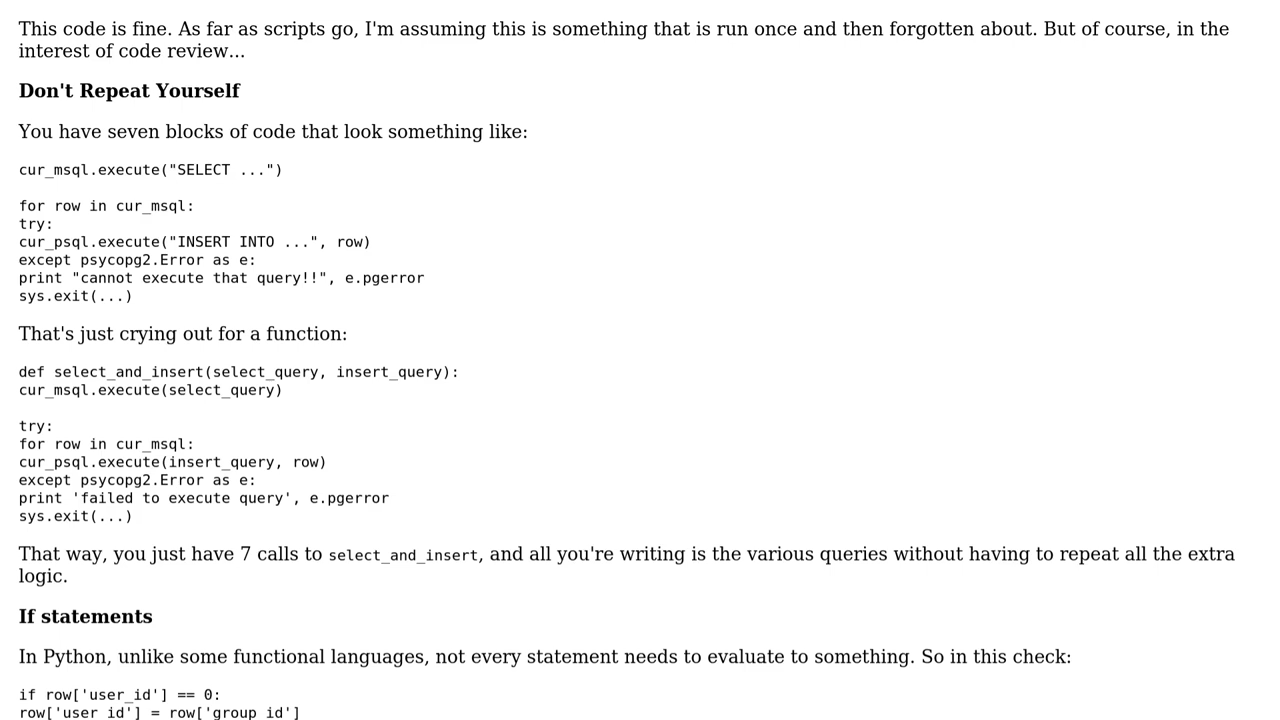 This code is fine. As far as scripts go, I'm assuming this is something that is run once and then forgotten about. But of course, in the
interest of code review...
Don't Repeat Yourself
You have seven blocks of code that look something like:
cur_msql.execute("SELECT ...")
for row in cur_msql:
try:
cur_psql.execute("INSERT INTO ...", row)
except psycopg2.Error as e:
print "cannot execute that query!!", e.pgerror
sys.exit(...)
That's just crying out for a function:
def select_and_insert(select_query, insert_query):
cur_msql.execute(select_query)
try:
for row in cur_msql:
cur_psql.execute(insert_query, row)
except psycopg2.Error as e:
print 'failed to execute query', e.pgerror
sys.exit(...)
That way, you just have 7 calls to select_and_insert, and all you're writing is the various queries without having to repeat all the extra
logic.
If statements
In Python, unlike some functional languages, not every statement needs to evaluate to something. So in this check:
if row['user_id'] == 0:
row['user_id'] = row['group_id']